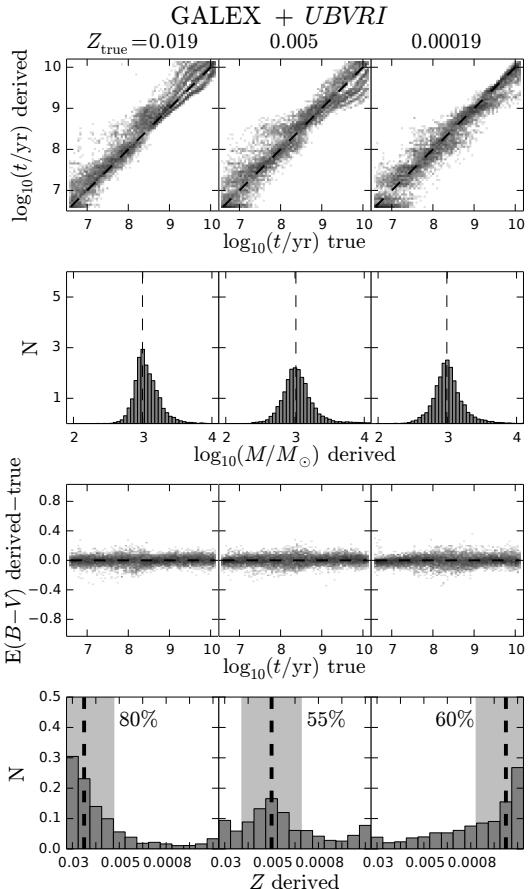 GALEX + UBVRI
Z_true=0.019 0.005 0.00019
log₁₀(t/yr) derived
10
9
8
7
7 8 9 10 7 8 9 10 7 8 9 10
log₁₀(t/yr) true
N
5
3
1
2 3 4 2 3 4 2 3 4
log₁₀(M/M⊙) derived
E(B−V) derived−true
0.8
0.4
0.0
−0.4
−0.8
7 8 9 10 7 8 9 10 7 8 9 10
log₁₀(t/yr) true
N
0.5
0.4
0.3
0.2
0.1
0.0
80% 55% 60%
0.03 0.005 0.0008 0.03 0.005 0.0008 0.03 0.005 0.0008
Z derived